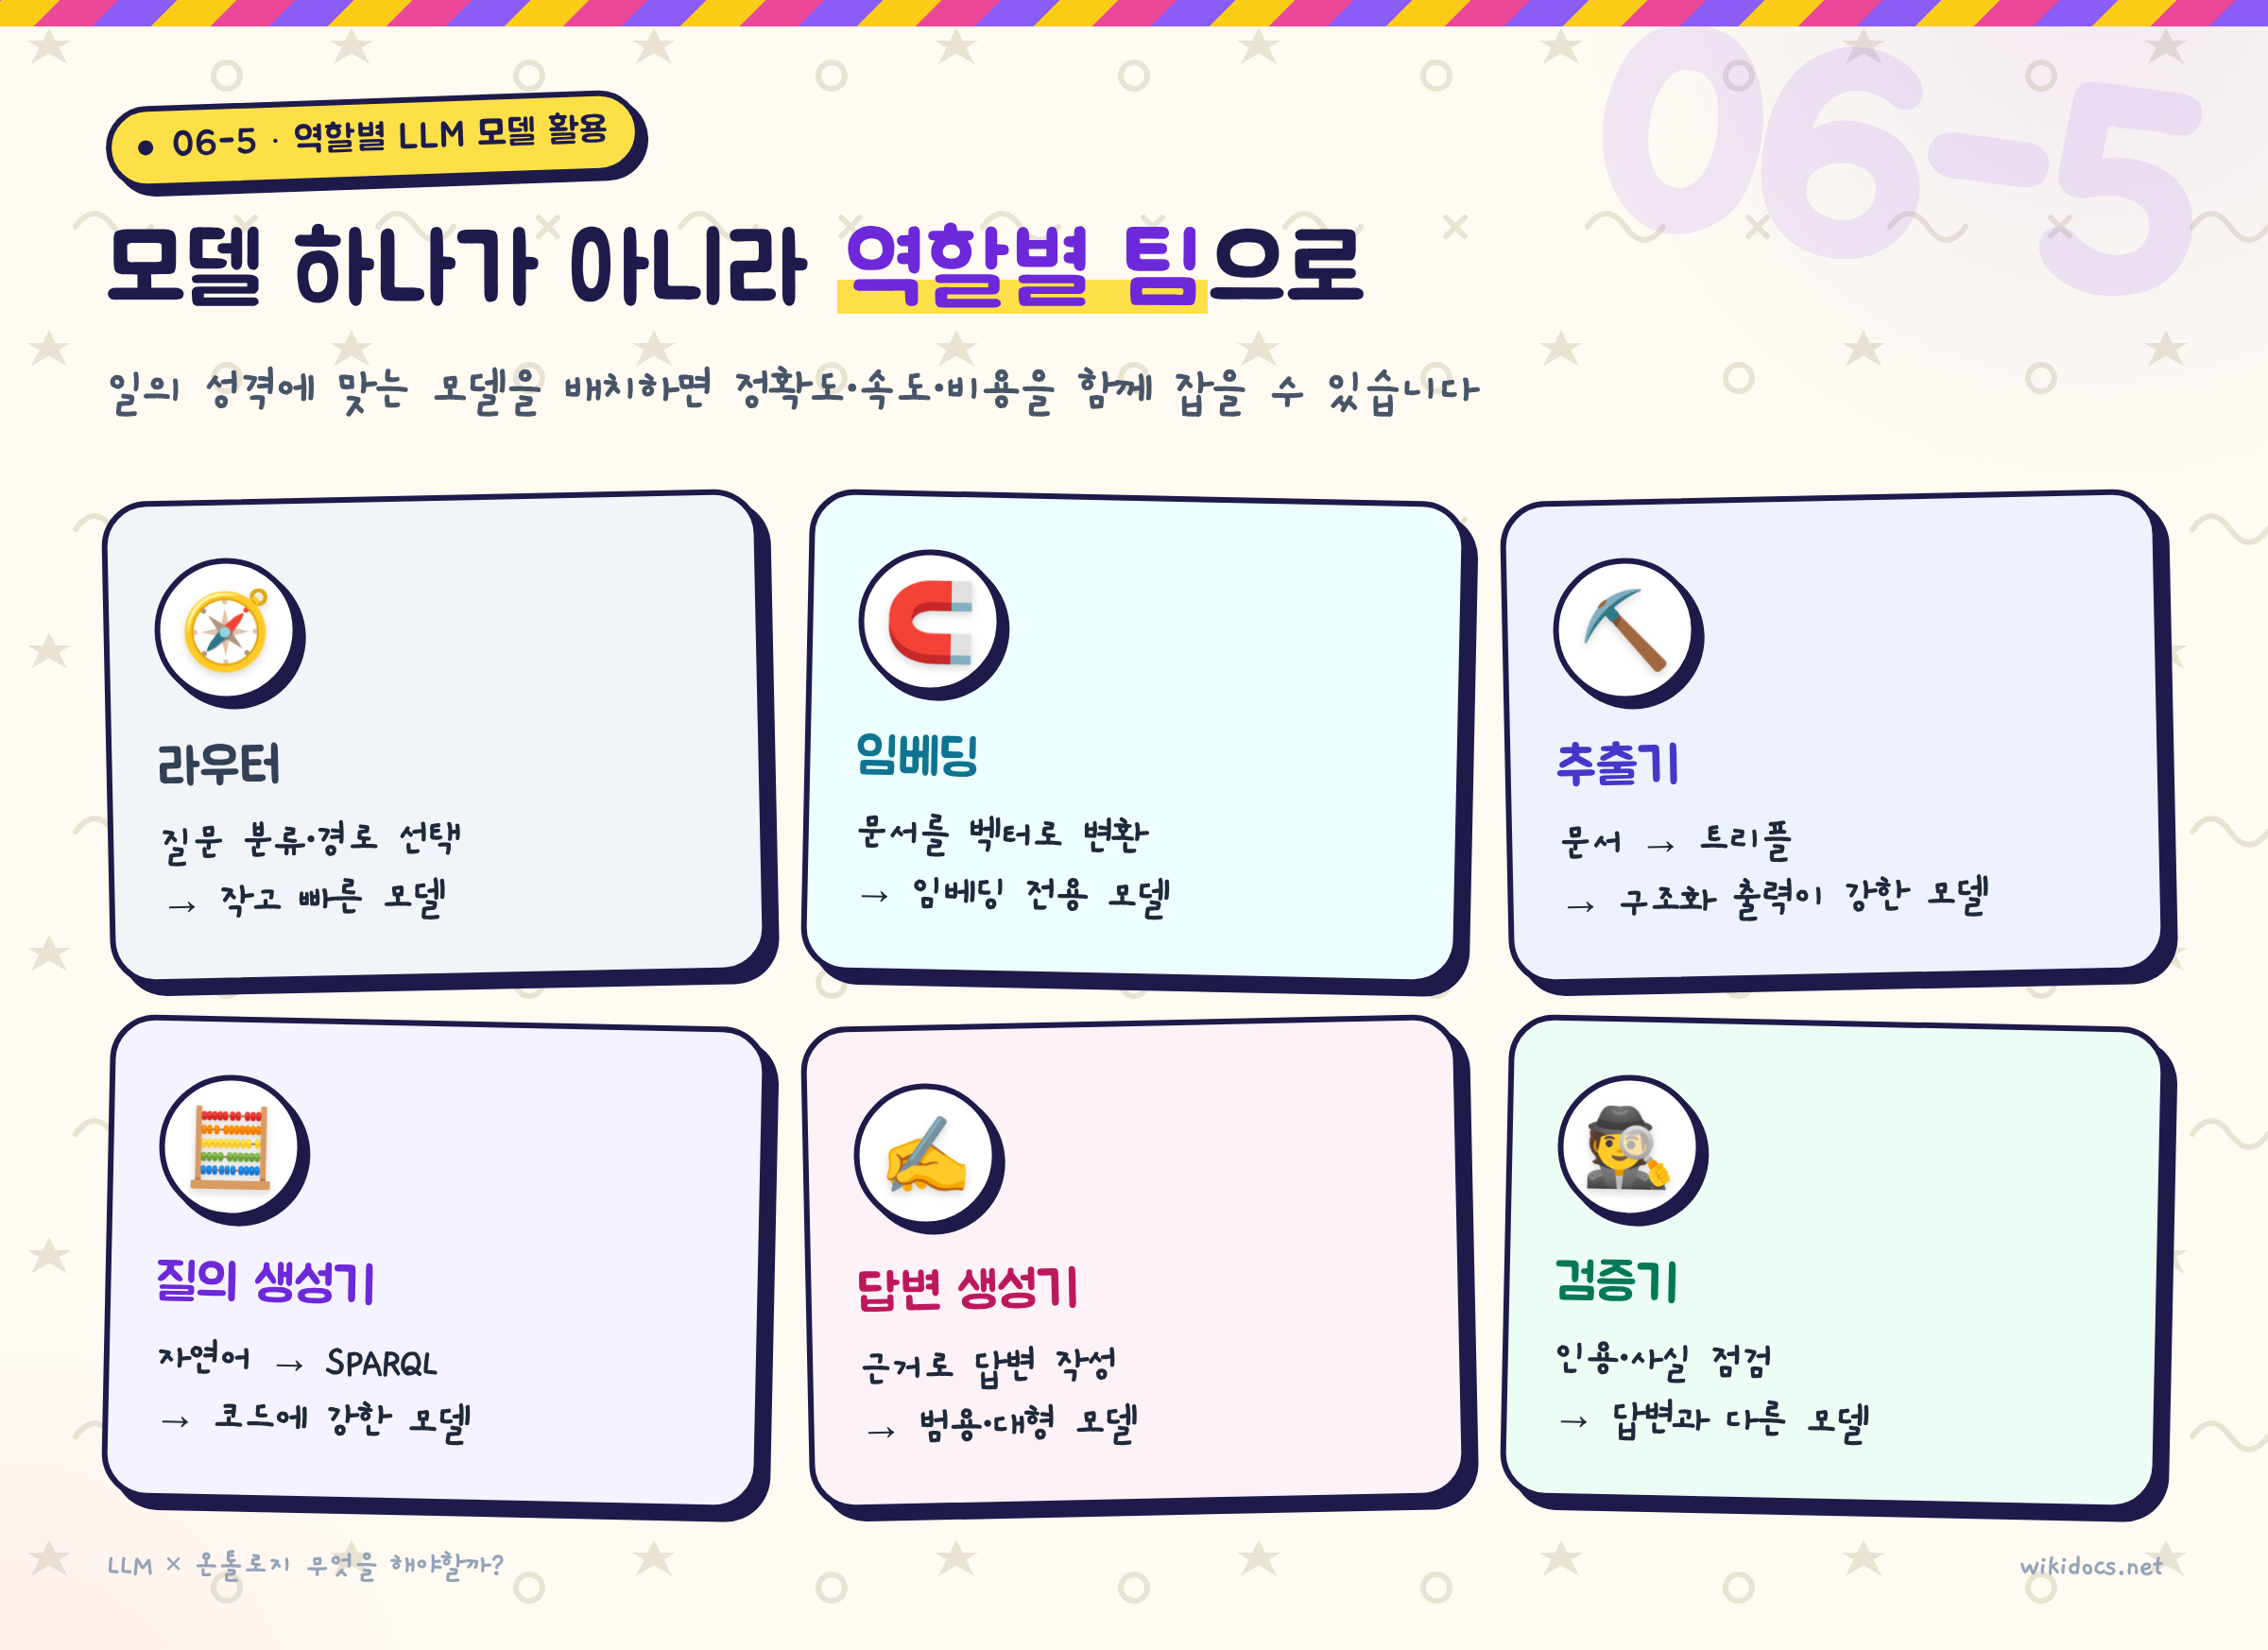 06-5
• 06-5 · 역할별 LLM 모델 활용
모델 하나가 아니라 역할별 팀으로
일의 성격에 맞는 모델을 배치하면 정확도·속도·비용을 함께 잡을 수 있습니다
라우터
질문 분류·경로 선택
→ 작고 빠른 모델
임베딩
문서를 벡터로 변환
→ 임베딩 전용 모델
추출기
문서 → 트리플
→ 구조화 출력이 강한 모델
질의 생성기
자연어 → SPARQL
→ 코드에 강한 모델
답변 생성기
근거로 답변 작성
→ 범용·대형 모델
검증기
인용·사실 점검
→ 답변과 다른 모델
LLM × 온톨로지 무엇을 해야할까?
wikidocs.net